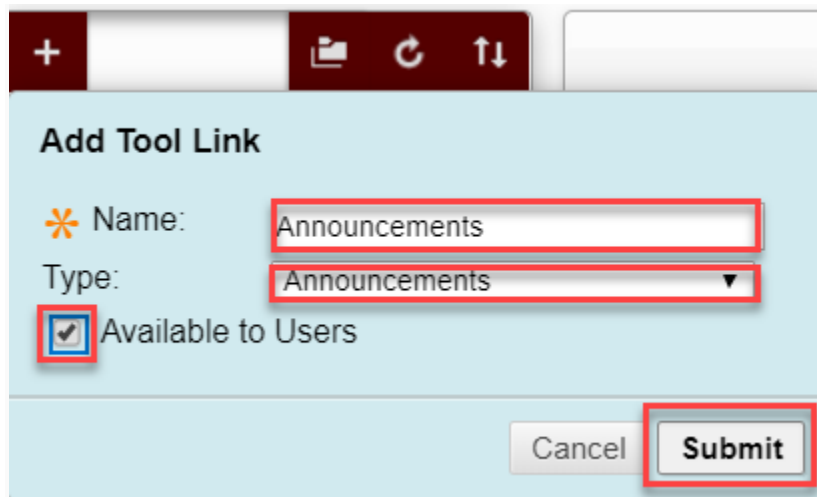 Add Tool Link
Name: Announcements
Type: Announcements
Available to Users
Cancel Submit